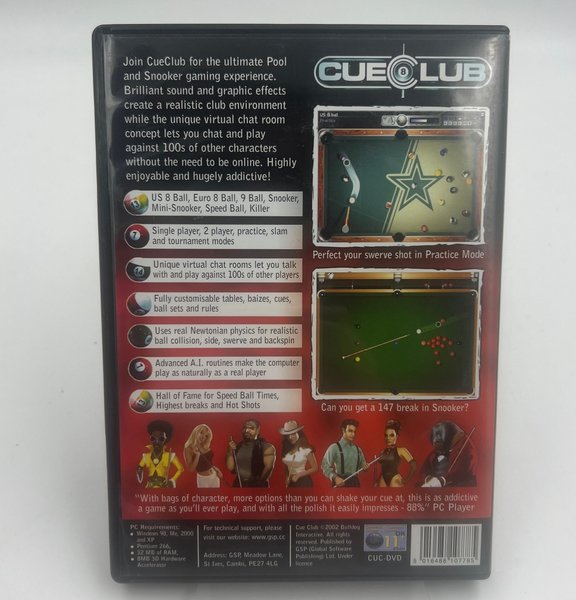 Join CueClub for the ultimate Pool
and Snooker gaming experience.
Brilliant sound and graphic effects
create a realistic club environment
while the unique virtual chat room
concept lets you chat and play
against 100s of other characters
without the need to be online. Highly
enjoyable and hugely addictive!
CUECLUB
8
US 8 ball
Perfect your swerve shot in Practice Mode
US 8 Ball, Euro 8 Ball, 9 Ball, Snooker,
Mini-Snooker, Speed Ball, Killer
Single player, 2 player, practice, slam
and tournament modes
Unique virtual chat rooms let you talk
with and play against 100s of other players
Fully customisable tables, baizes, cues,
ball sets and rules
Uses real Newtonian physics for realistic
ball collision, side, swerve and backspin
Advanced A.I. routines make the computer
play as naturally as a real player
Hall of Fame for Speed Ball Times,
Highest breaks and Hot Shots
Can you get a 147 break in Snooker?
"With bags of character, more options than you can shake your cue at, this is as addictive
a game as you'll ever play, and with all the polish it easily impresses - 88%" PC Player
PC Requirements:
• Windows 98, Me, 2000
and XP
• Pentium 266,
• 32 MB of RAM,
• 8MB 3D Hardware
Accelerator
For technical support,
please visit our website
www.gsp.cc
Address: GSP, Meadow Lane,
St Ives, Cambs, PE27 4LG
Cue Club ©2002 Bulldog
Interactive. All rights
reserved. Published by
GSP (Global Software
Publishing) Ltd. Under
licence
11
CUC-DVD
5 016488 107785